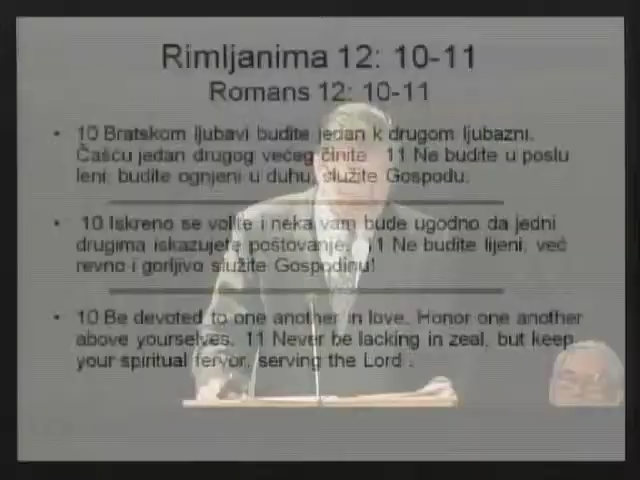 Rimljanima 12: 10-11
Romans 12: 10-11
• 10 Bratskom ljubavi budite jedan k drugom ljubazni.
Čašću jedan drugog većeg činite. 11 Ne budite u poslu
leni; budite ognjeni u duhu, služite Gospodu.
• 10 Iskreno se volite i neka vam bude ugodno da jedni
drugima iskazujete poštovanje. 11 Ne budite lijeni, već
revno i gorljivo služite Gospodinu!
• 10 Be devoted to one another in love. Honor one another
above yourselves. 11 Never be lacking in zeal, but keep
your spiritual fervor, serving the Lord .